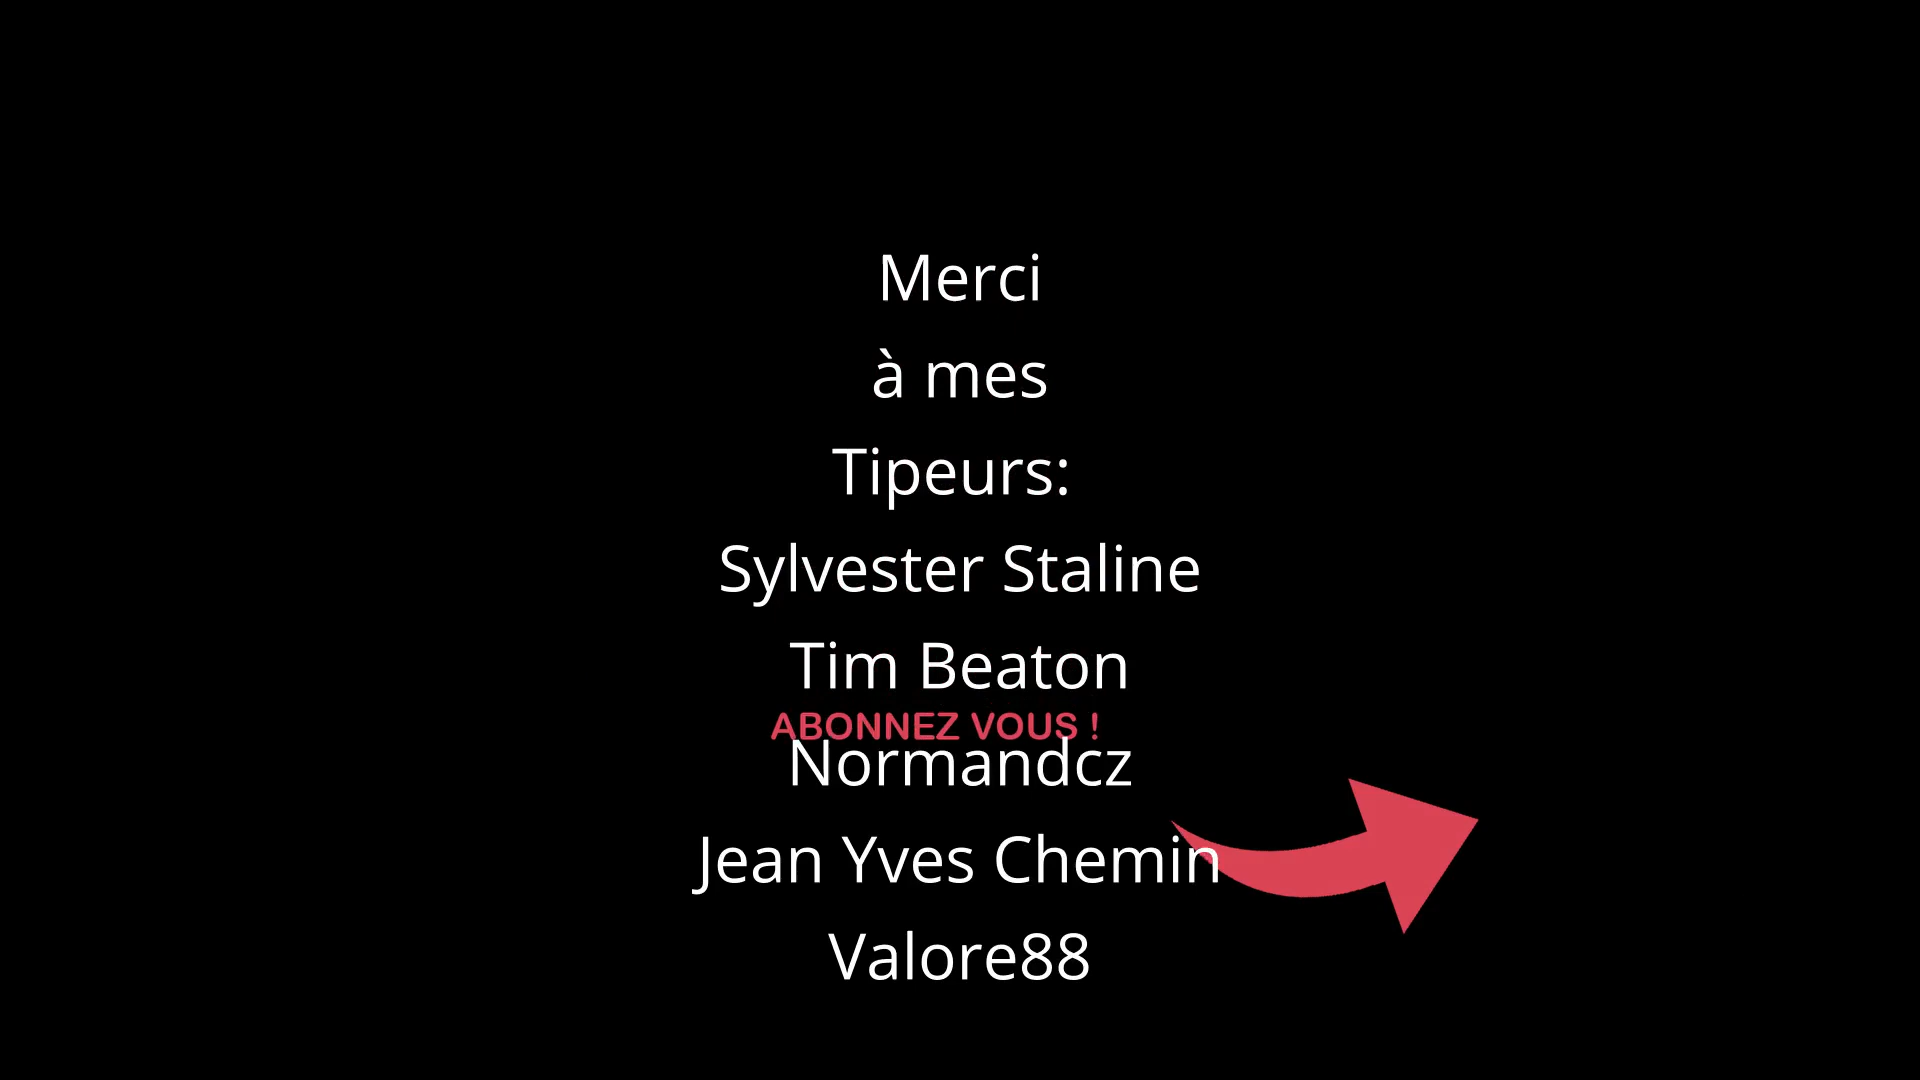 Merci
à mes
Tipeurs:
Sylvester Staline
Tim Beaton
ABONNEZ VOUS !
Normandcz
Jean Yves Chemin
Valore88